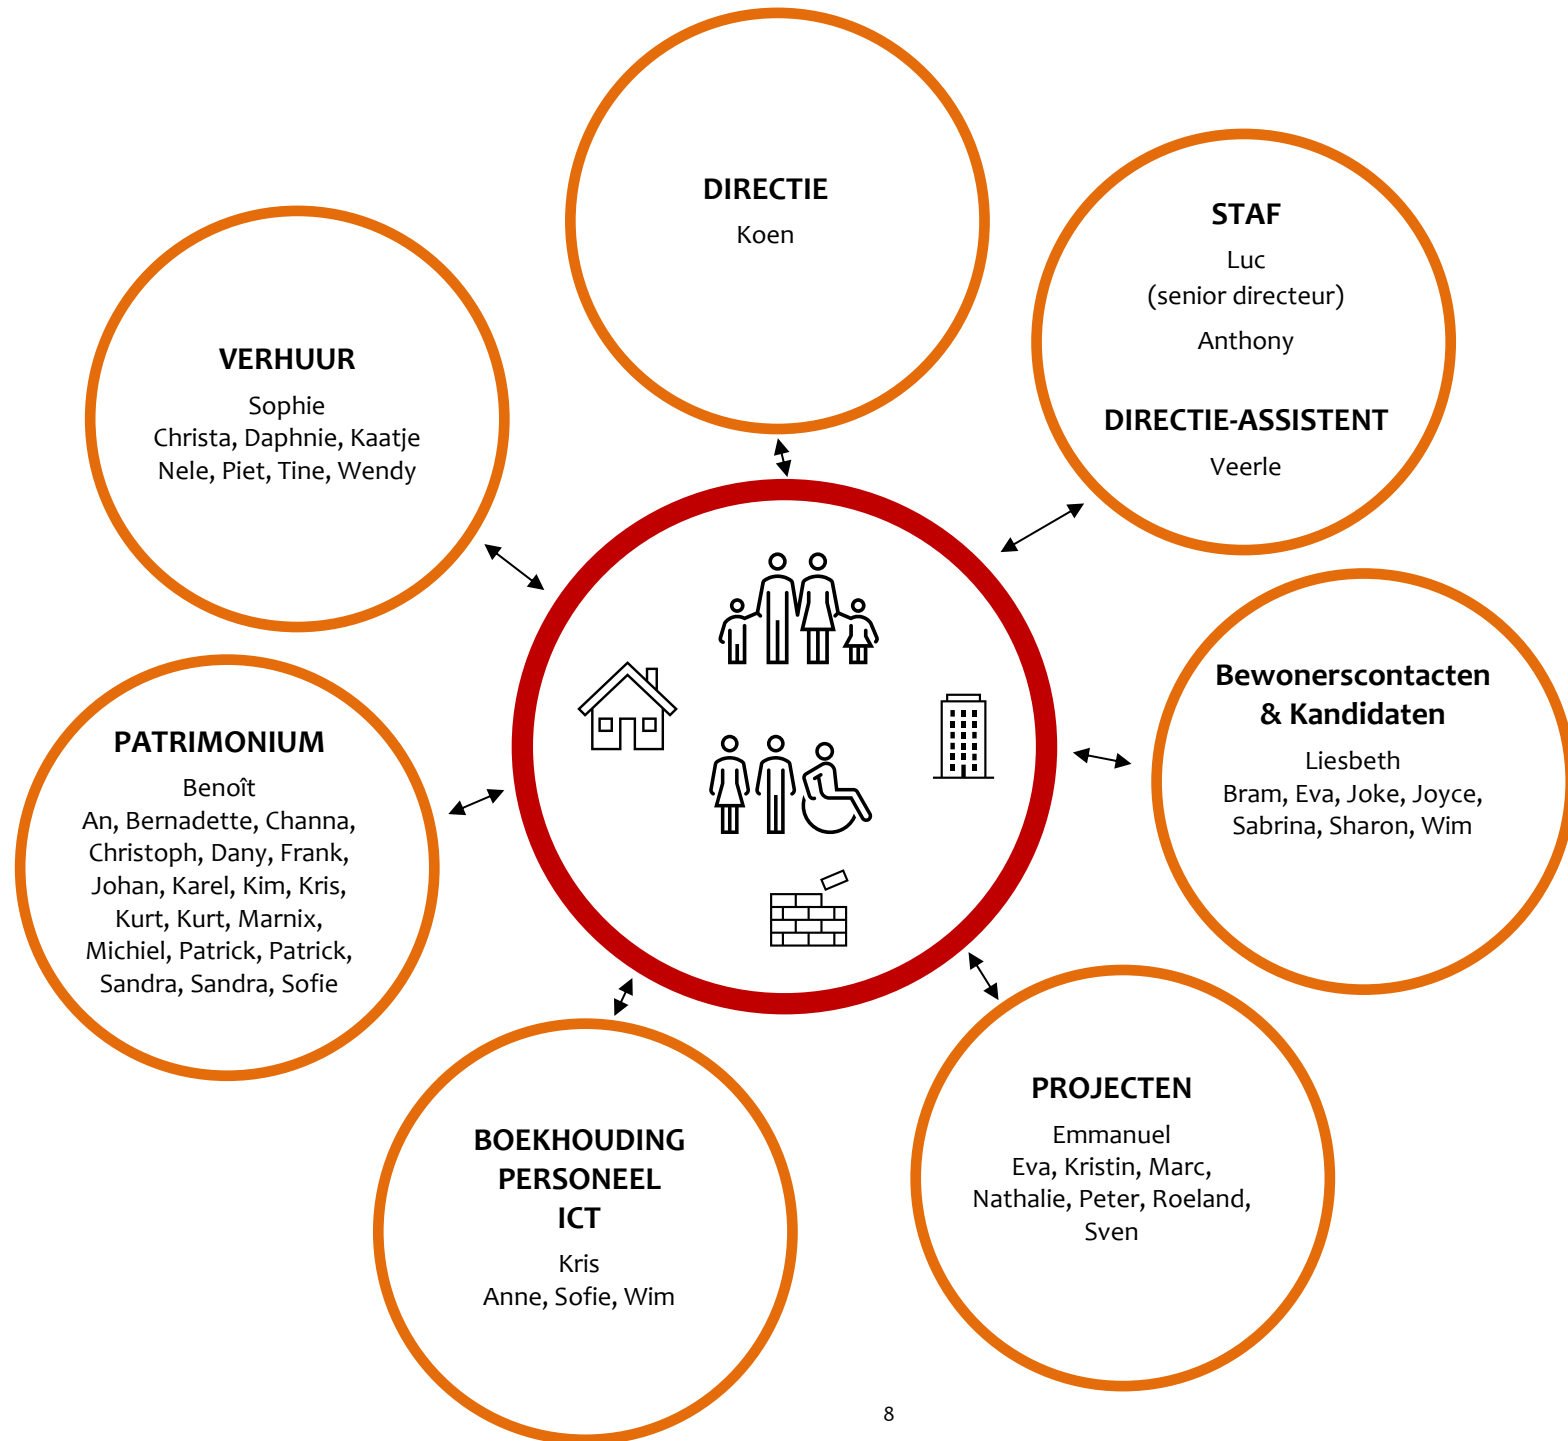 DIRECTIE
Koen
STAF
Luc
(senior directeur)
Anthony
DIRECTIE-ASSISTENT
Veerle
VERHUUR
Sophie
Christa, Daphnie, Kaatje
Nele, Piet, Tine, Wendy
Bewonerscontacten
& Kandidaten
Liesbeth
Bram, Eva, Joke, Joyce,
Sabrina, Sharon, Wim
PATRIMONIUM
Benoît
An, Bernadette, Channa,
Christoph, Dany, Frank,
Johan, Karel, Kim, Kris,
Kurt, Kurt, Marnix,
Michiel, Patrick, Patrick,
Sandra, Sandra, Sofie
PROJECTEN
Emmanuel
Eva, Kristin, Marc,
Nathalie, Peter, Roeland,
Sven
BOEKHOUDING
PERSONEEL
ICT
Kris
Anne, Sofie, Wim
8